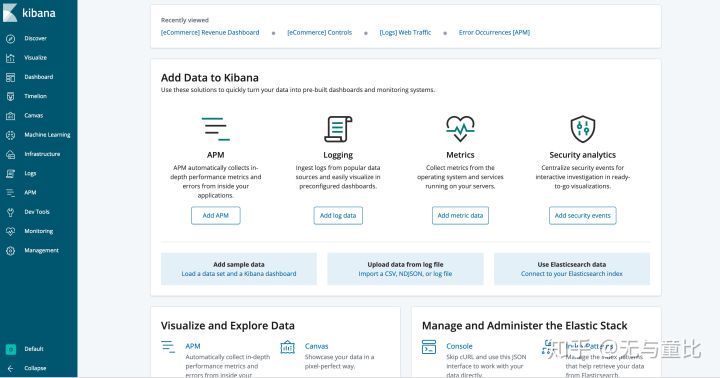 kibana
Discover
Visualize
Dashboard
Timelion
Canvas
Machine Learning
Infrastructure
Logs
APM
Dev Tools
Monitoring
Management
Default
Collapse
Recently viewed
[eCommerce] Revenue Dashboard
[eCommerce] Controls
[Logs] Web Traffic
Error Occurrences [APM]
Add Data to Kibana
Use these solutions to quickly turn your data into pre-built dashboards and monitoring systems.
APM
APM automatically collects in-
depth performance metrics and
errors from inside your
applications.
Add APM
Logging
Ingest logs from popular data
sources and easily visualize in
preconfigured dashboards.
Add log data
Metrics
Collect metrics from the
operating system and services
running on your servers.
Add metric data
Security analytics
Centralize security events for
interactive investigation in ready-
to-go visualizations.
Add security events
Add sample data
Load a data set and a Kibana dashboard
Upload data from log file
Import a CSV, NDJSON, or log file
Use Elasticsearch data
Connect to your Elasticsearch index
Visualize and Explore Data
APM
Automatically collect in-depth
performance metrics and
errors from inside your
Canvas
Showcase your data in a
pixel-perfect way.
Manage and Administer the Elastic Stack
Console
Skip cURL and use this JSON
interface to work with your
data directly.
Index Patterns
Manage the index patterns
that help retrieve your data
from Elasticsearch.
知乎 @无与童比